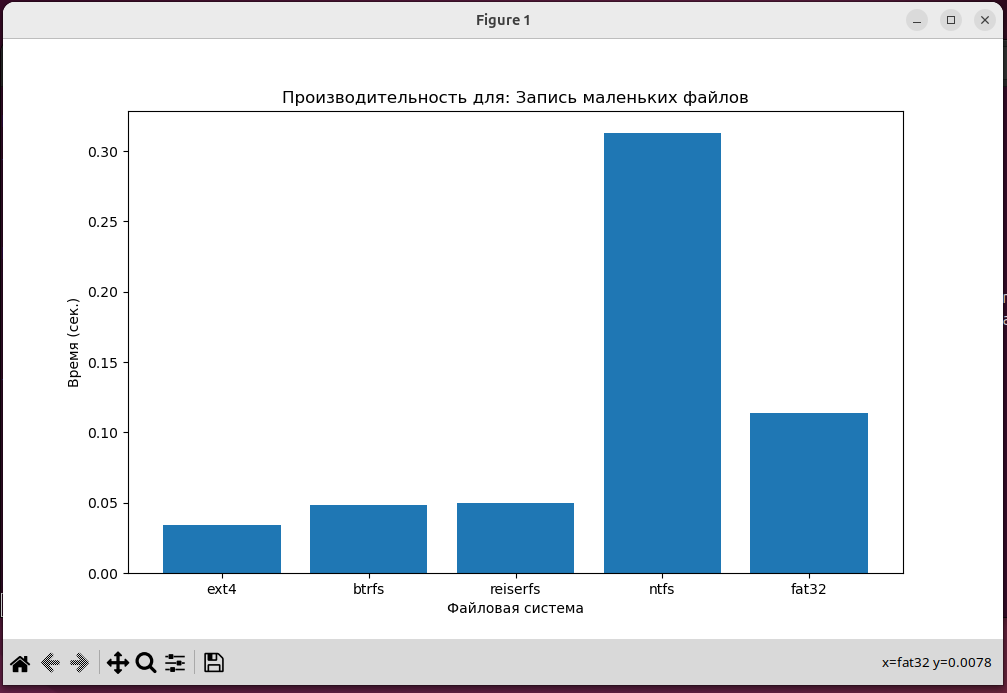 Figure 1
Производительность для: Запись маленьких файлов
0.30
0.25
0.20
0.15
0.10
0.05
0.00
Время (сек.)
ext4 btrfs reiserfs ntfs fat32
Файловая система
x=fat32 y=0.0078